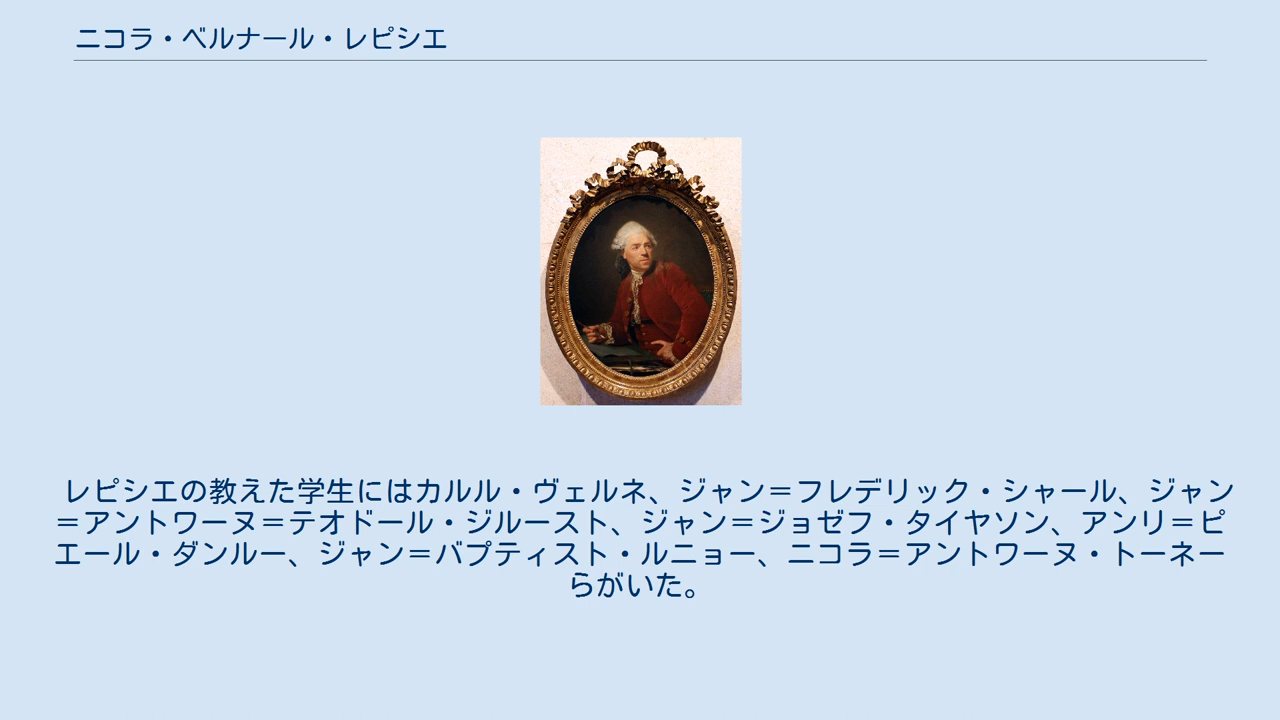 ニコラ・ベルナール・レピシエ
レピシエの教えた学生にはカルル・ヴェルネ、ジャン＝フレデリック・シャール、ジャン
＝アントワーヌ＝テオドール・ジルースト、ジャン＝ジョゼフ・タイヤソン、アンリ＝ピ
エール・ダンルー、ジャン＝バプティスト・ルニョー、ニコラ＝アントワーヌ・トーネー
らがいた。